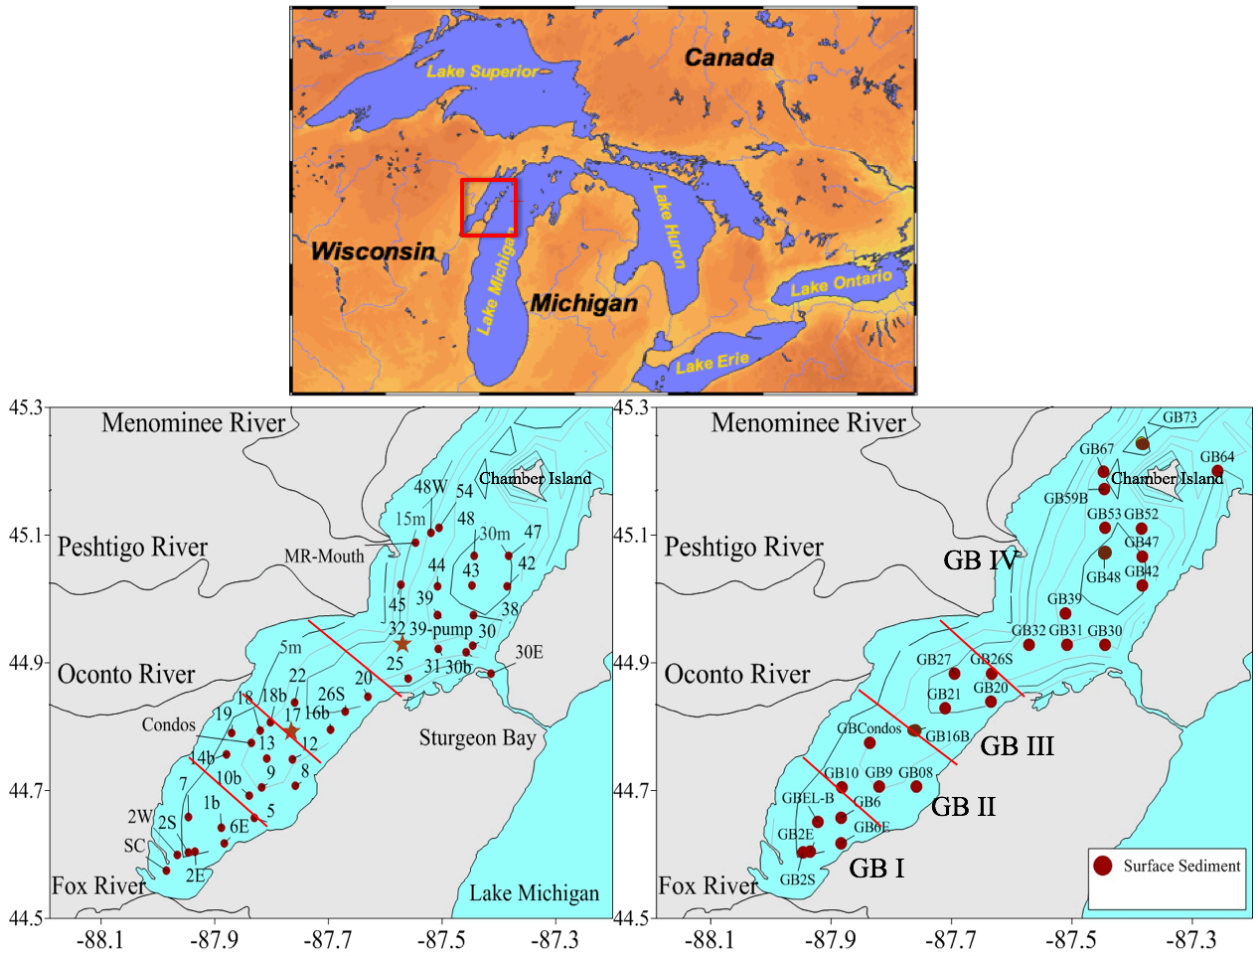 Canada
Lake Superior
Lake Huron
Wisconsin
Lake Michigan
Michigan
Lake Ontario
Lake Erie
45.3
Menominee River
Chamber Island
48W
54
15m
48
30m
47
MR-Mouth
Peshtigo River
45.1
44
43
42
39
45
38
32
39-pump
30
5m
25
31
30b
30E
44.9
Oconto River
20
22
18
18b
26S
17
16b
Condos
19
13
12
Sturgeon Bay
14b
9
8
10b
44.7
7
1b
5
2W
2S
6E
SC
2E
Fox River
Lake Michigan
44.5
-88.1
-87.9
-87.7
-87.5
-87.3
45.3
Menominee River
GB73
GB67
GB64
Chamber Island
GB59B
GB53
GB52
45.1
Peshtigo River
GB47
GB IV
GB48
GB42
GB39
GB32
GB31
GB30
44.9
Oconto River
GB27
GB26S
GB21
GB20
GBCondos
GB16B
GB III
GB10
GB9
GB08
44.7
GBEL-B
GB6
GB II
GB2E
GB6E
GB I
GB2S
Fox River
Surface Sediment
44.5
-88.1
-87.9
-87.7
-87.5
-87.3